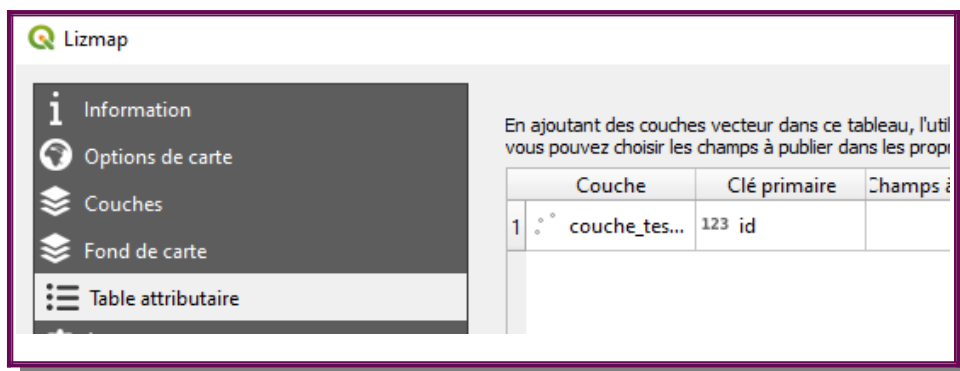 Lizmap
Information
Options de carte
Couches
Fond de carte
Table attributaire
En ajoutant des couches vecteur dans ce tableau, l'util
vous pouvez choisir les champs à publier dans les propr
Couche Clé primaire Champs à
1 couche_tes... 123 id